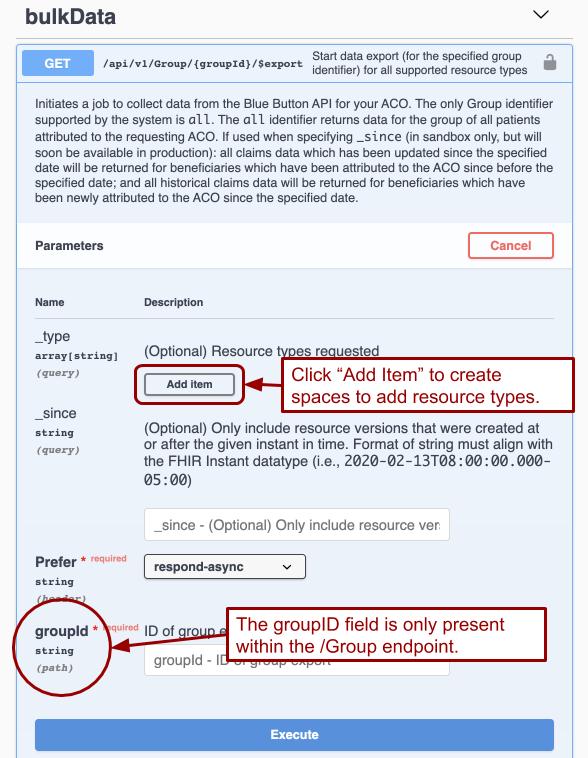 bulkData
GET /api/v1/Group/{groupId}/$export Start data export (for the specified group
identifier) for all supported resource types
Initiates a job to collect data from the Blue Button API for your ACO. The only Group identifier
supported by the system is all. The all identifier returns data for the group of all patients
attributed to the requesting ACO. If used when specifying _since (in sandbox only, but will
soon be available in production): all claims data which has been updated since the specified
date will be returned for beneficiaries which have been attributed to the ACO since before the
specified date; and all historical claims data will be returned for beneficiaries which have
been newly attributed to the ACO since the specified date.
Parameters Cancel
Name Description
_type
array[string]
(query)
(Optional) Resource types requested
Add item
Click “Add Item” to create
spaces to add resource types.
_since
string
(query)
(Optional) Only include resource versions that were created at
or after the given instant in time. Format of string must align with
the FHIR Instant datatype (i.e., 2020-02-13T08:00:00.000-
05:00)
_since - (Optional) Only include resource ver
Prefer * required
string
(header)
respond-async
groupId * required
string
(path)
ID of group
groupId - ID of group export
The groupID field is only present
within the /Group endpoint.
Execute